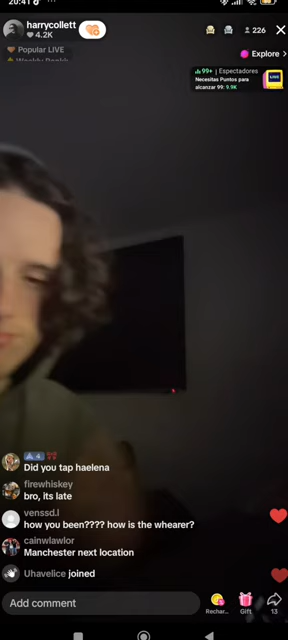 20:41
harrycollett
4.2K
226
Popular LIVE
Explore >
99+ | Espectadores
Necesitas Puntos para
alcanzar 99: 9.9K
LIVE
4
Did you tap haelena
firewhiskey
bro, its late
venssd.l
how you been???? how is the whearer?
cainwlawlor
Manchester next location
Uhavelice joined
Add comment
Rechar...
Gift
13